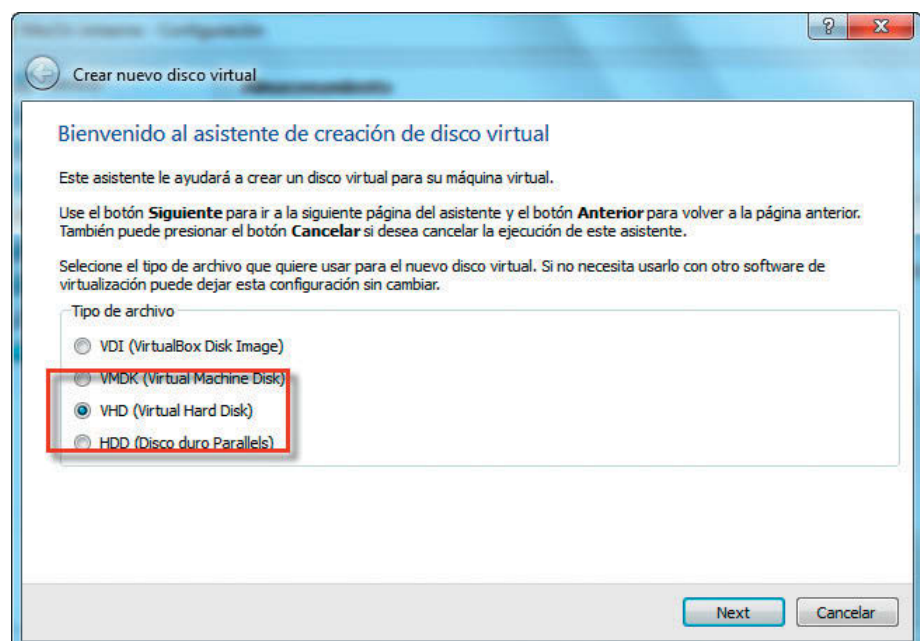 Crear nuevo disco virtual
Bienvenido al asistente de creación de disco virtual
Este asistente le ayudará a crear un disco virtual para su máquina virtual.
Use el botón Siguiente para ir a la siguiente página del asistente y el botón Anterior para volver a la página anterior.
También puede presionar el botón Cancelar si desea cancelar la ejecución de este asistente.
Selecione el tipo de archivo que quiere usar para el nuevo disco virtual. Si no necesita usarlo con otro software de
virtualización puede dejar esta configuración sin cambiar.
Tipo de archivo
VDI (VirtualBox Disk Image)
VMDK (Virtual Machine Disk)
VHD (Virtual Hard Disk)
HDD (Disco duro Parallels)
Next Cancelar